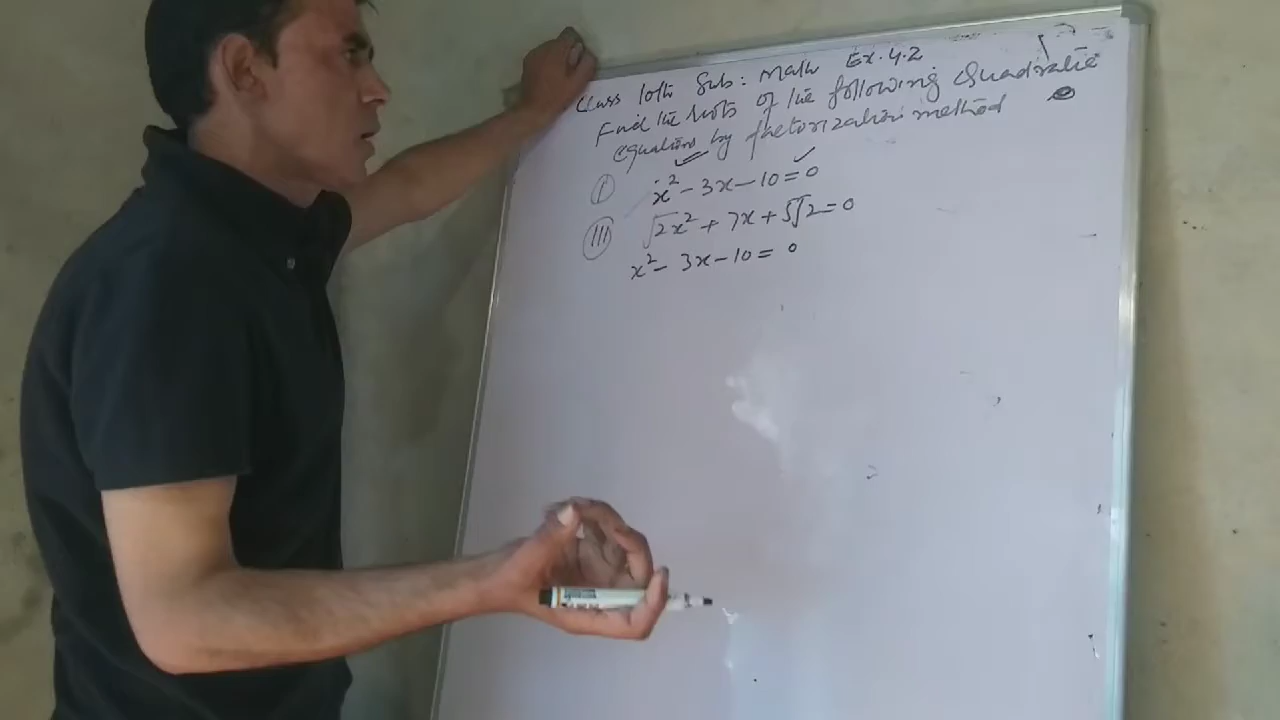 Class 10th Sub: Math Ex. 4.2
Find the roots of the following Quadratic
equations by factorization method
(I) x² - 3x - 10 = 0
(III) √2x² + 7x + 5√2 = 0
x² - 3x - 10 = 0